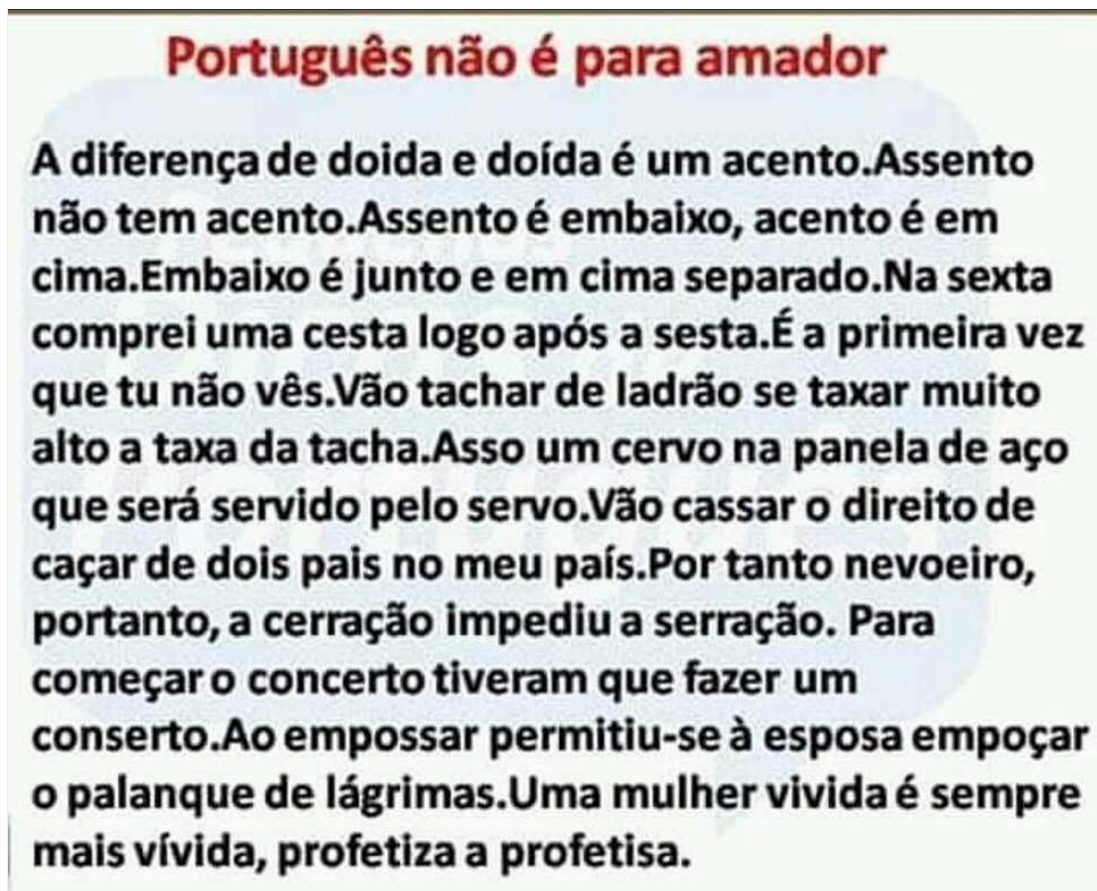 Português não é para amador
A diferença de doida e doída é um acento.Assento
não tem acento.Assento é embaixo, acento é em
cima.Embaixo é junto e em cima separado.Na sexta
comprei uma cesta logo após a sesta.É a primeira vez
que tu não vês.Vão tachar de ladrão se taxar muito
alto a taxa da tacha.Asso um cervo na panela de aço
que será servido pelo servo.Vão cassar o direito de
caçar de dois pais no meu país.Por tanto nevoeiro,
portanto, a cerração impediu a serração. Para
começar o concerto tiveram que fazer um
conserto.Ao empossar permitiu-se à esposa empoçar
o palanque de lágrimas.Uma mulher vivida é sempre
mais vívida, profetiza a profetisa.